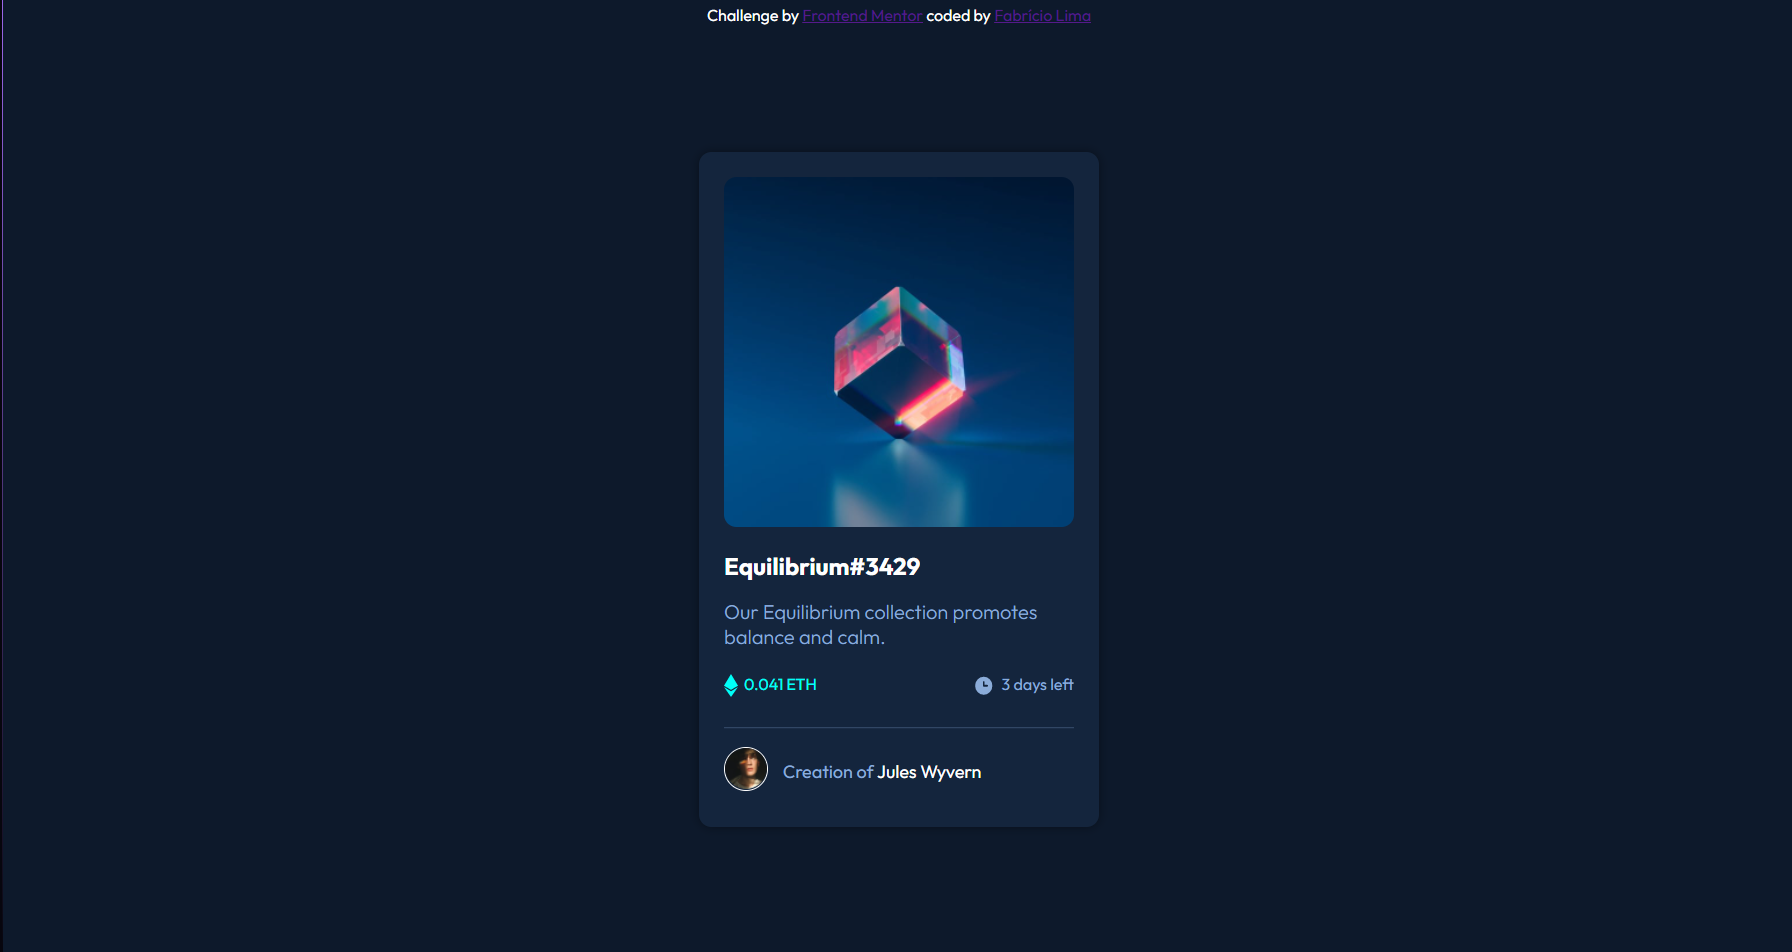 Challenge by Frontend Mentor coded by Fabricio Lima
Equilibrium#3429
Our Equilibrium collection promotes
balance and calm.
0.041 ETH
3 days left
Creation of Jules Wyvern